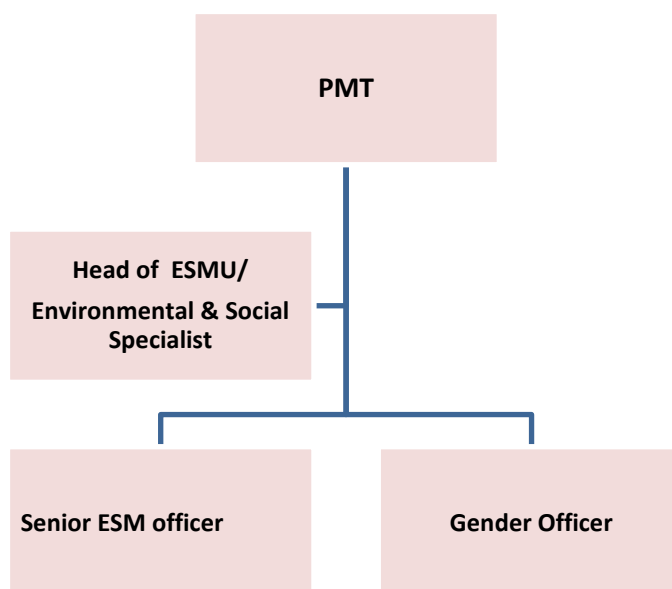 PMT
Head of ESMU/
Environmental & Social
Specialist
Senior ESM officer
Gender Officer